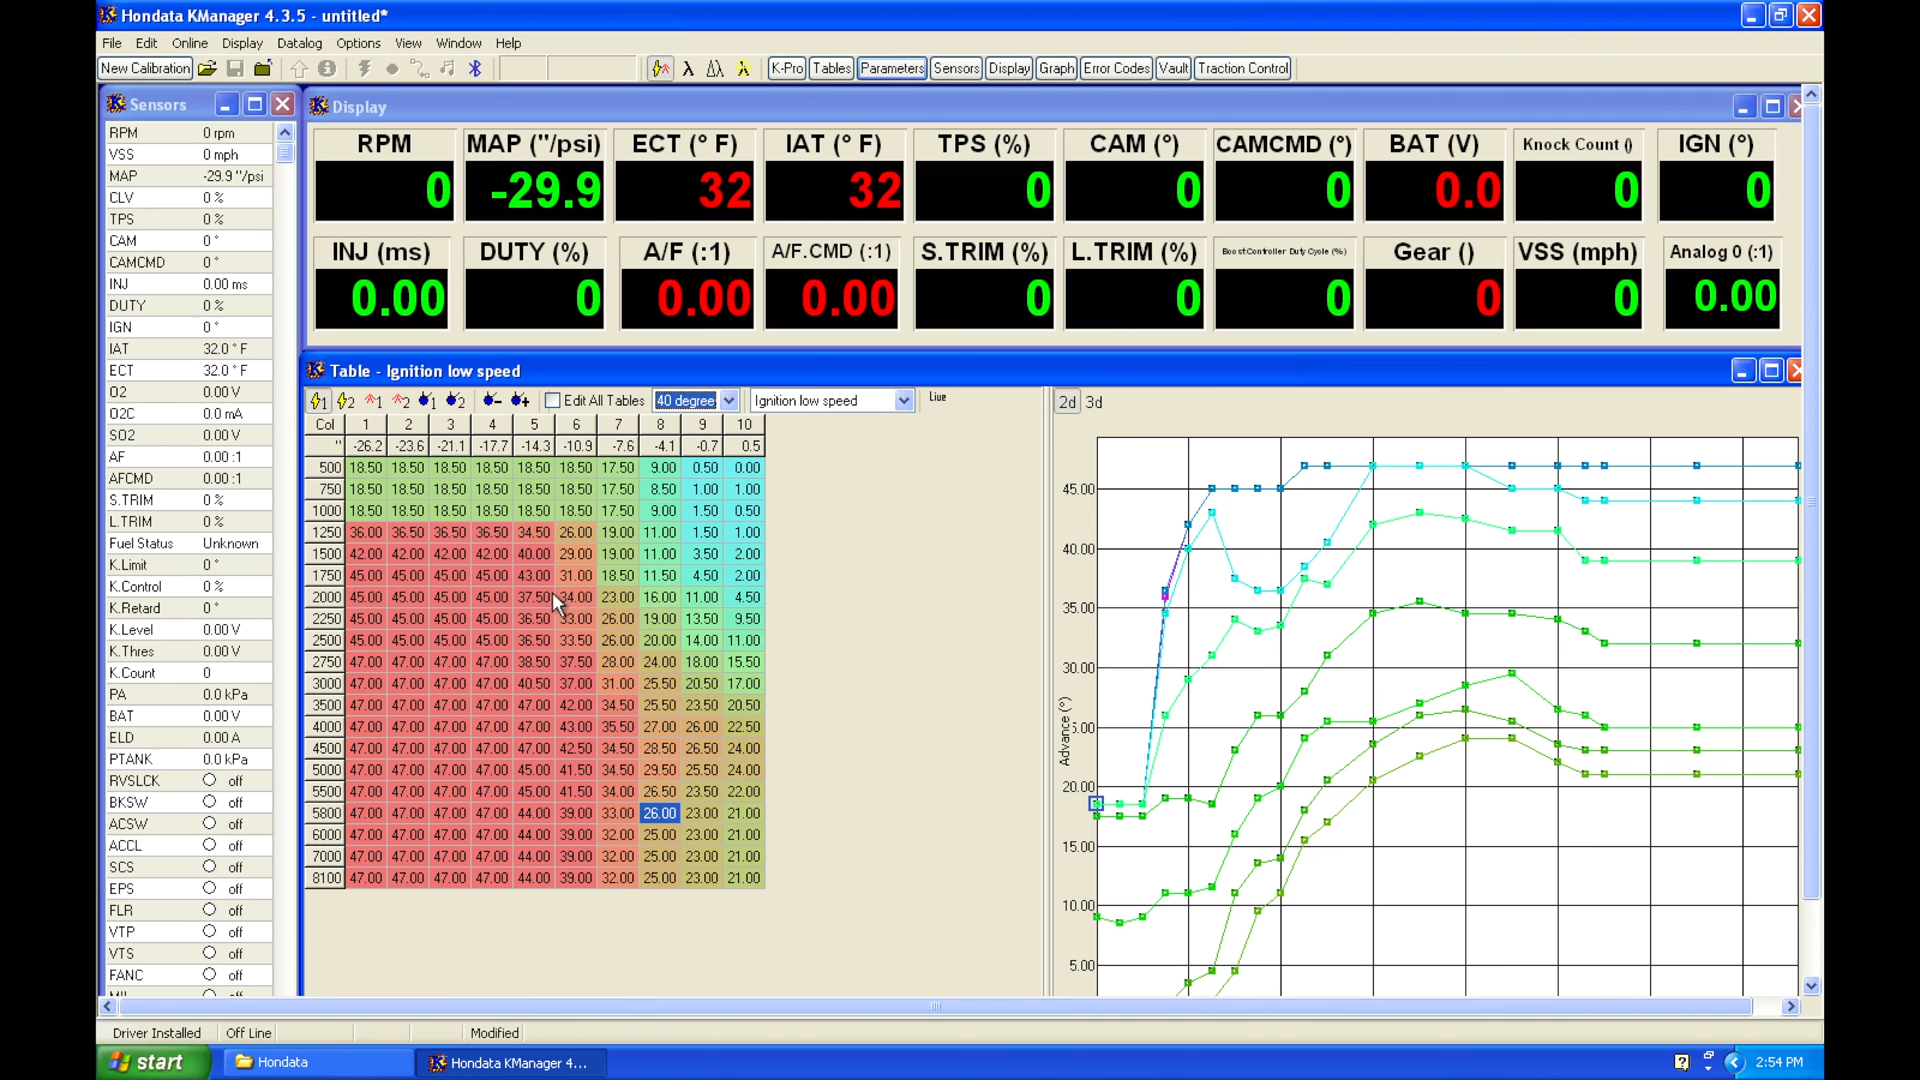 Hondata KManager 4.3.5 - untitled*
File Edit Online Display Datalog Options View Window Help
New Calibration K-Pro Tables Parameters Sensors Display Graph Error Codes Vault Traction Control
Sensors
RPM 0 rpm
VSS 0 mph
MAP -29.9 "/psi
CLV 0 %
TPS 0 %
CAM 0 °
CAMCMD 0 °
INJ 0.00 ms
DUTY 0 %
IGN 0 °
IAT 32.0 ° F
ECT 32.0 ° F
O2 0.00 V
O2C 0.0 mA
SO2 0.00 V
AF 0.00 :1
AFCMD 0.00 :1
S.TRIM 0 %
L.TRIM 0 %
Fuel Status Unknown
K.Limit 0 °
K.Control 0 %
K.Retard 0 °
K.Level 0.00 V
K.Thres 0.00 V
K.Count 0
PA 0.0 kPa
BAT 0.00 V
ELD 0.00 A
PTANK 0.0 kPa
RVSLCK off
BKSW off
ACSW off
ACCL off
SCS off
EPS off
FLR off
VTP off
VTS off
FANC off
Display
RPM MAP ("/psi) ECT (° F) IAT (° F) TPS (%) CAM (°) CAMCMD (°) BAT (V) Knock Count () IGN (°)
0 -29.9 32 32 0 0 0 0.0 0 0
INJ (ms) DUTY (%) A/F (:1) A/F.CMD (:1) S.TRIM (%) L.TRIM (%) BoostController Duty Cycle (%) Gear () VSS (mph) Analog 0 (:1)
0.00 0 0.00 0.00 0 0 0 0 0 0.00
Table - Ignition low speed
1 2 1 2 1 2 Edit All Tables 40 degree Ignition low speed Live
Col 1 2 3 4 5 6 7 8 9 10
" -26.2 -23.6 -21.1 -17.7 -14.3 -10.9 -7.6 -4.1 -0.7 0.5
500 18.50 18.50 18.50 18.50 18.50 18.50 17.50 9.00 0.50 0.00
750 18.50 18.50 18.50 18.50 18.50 18.50 17.50 8.50 1.00 1.00
1000 18.50 18.50 18.50 18.50 18.50 18.50 17.50 9.00 1.50 0.50
1250 36.00 36.50 36.50 36.50 34.50 26.00 19.00 11.00 1.50 1.00
1500 42.00 42.00 42.00 42.00 40.00 29.00 19.00 11.00 3.50 2.00
1750 45.00 45.00 45.00 45.00 43.00 31.00 18.50 11.50 4.50 2.00
2000 45.00 45.00 45.00 45.00 37.50 34.00 23.00 16.00 11.00 4.50
2250 45.00 45.00 45.00 45.00 36.50 33.00 26.00 19.00 13.50 9.50
2500 45.00 45.00 45.00 45.00 36.50 33.50 26.00 20.00 14.00 11.00
2750 47.00 47.00 47.00 47.00 38.50 37.50 28.00 24.00 18.00 15.50
3000 47.00 47.00 47.00 47.00 40.50 37.00 31.00 25.50 20.50 17.00
3500 47.00 47.00 47.00 47.00 47.00 42.00 34.50 25.50 23.50 20.50
4000 47.00 47.00 47.00 47.00 47.00 43.00 35.50 27.00 26.00 22.50
4500 47.00 47.00 47.00 47.00 47.00 42.50 34.50 28.50 26.50 24.00
5000 47.00 47.00 47.00 47.00 45.00 41.50 34.50 29.50 25.50 24.00
5500 47.00 47.00 47.00 47.00 45.00 41.50 34.00 26.50 23.50 22.00
5800 47.00 47.00 47.00 47.00 44.00 39.00 33.00 26.00 23.00 21.00
6000 47.00 47.00 47.00 47.00 44.00 39.00 32.00 25.00 23.00 21.00
7000 47.00 47.00 47.00 47.00 44.00 39.00 32.00 25.00 23.00 21.00
8100 47.00 47.00 47.00 47.00 44.00 39.00 32.00 25.00 23.00 21.00
2d 3d
45.00
40.00
35.00
30.00
5.00
20.00
15.00
10.00
5.00
Advance (°)
Driver Installed Off Line Modified
start Hondata Hondata KManager 4... 2:54 PM